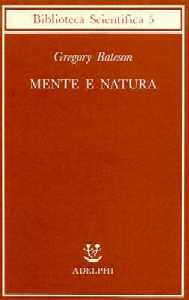 Biblioteca Scientifica 5
Gregory Bateson
MENTE E NATURA
ADELPHI